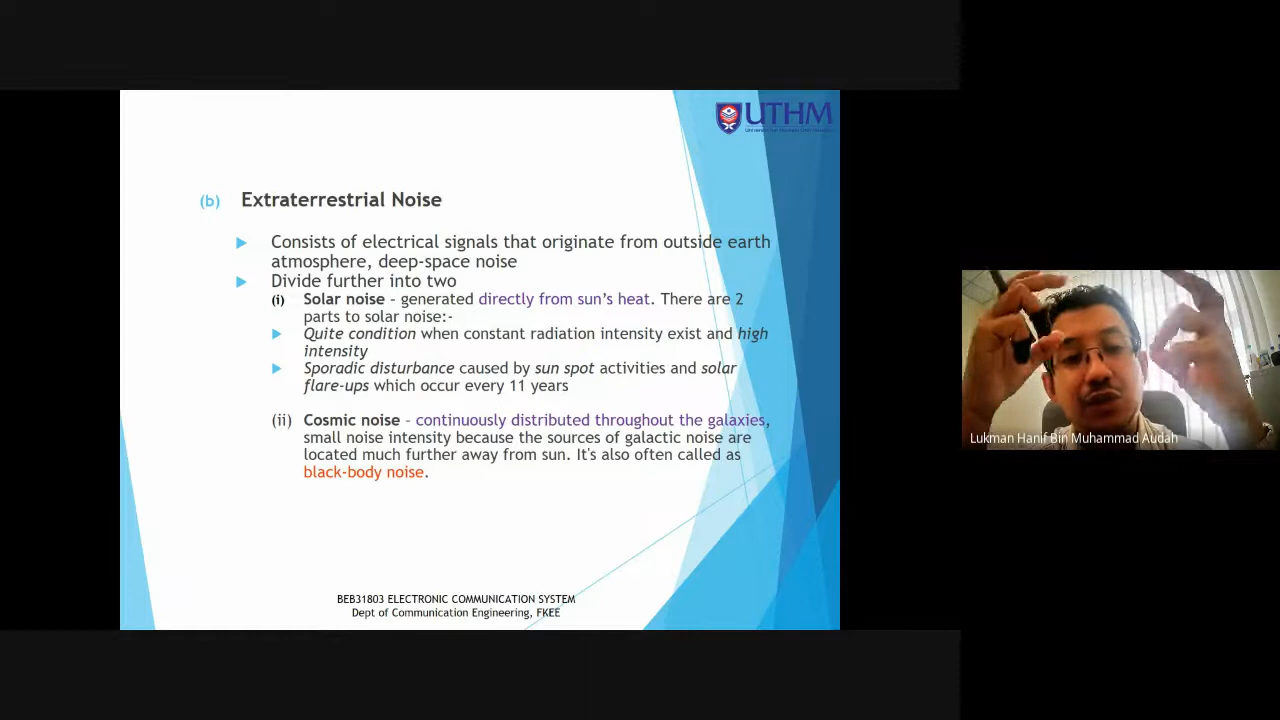 UTHM
(b) Extraterrestrial Noise
Consists of electrical signals that originate from outside earth
atmosphere, deep-space noise
Divide further into two
(i) Solar noise – generated directly from sun's heat. There are 2
parts to solar noise:-
Quite condition when constant radiation intensity exist and high
intensity
Sporadic disturbance caused by sun spot activities and solar
flare-ups which occur every 11 years
(ii) Cosmic noise – continuously distributed throughout the galaxies,
small noise intensity because the sources of galactic noise are
located much further away from sun. It's also often called as
black-body noise.
BEB31803 ELECTRONIC COMMUNICATION SYSTEM
Dept of Communication Engineering, FKEE
Lukman Hanif Bin Muhammad Audah